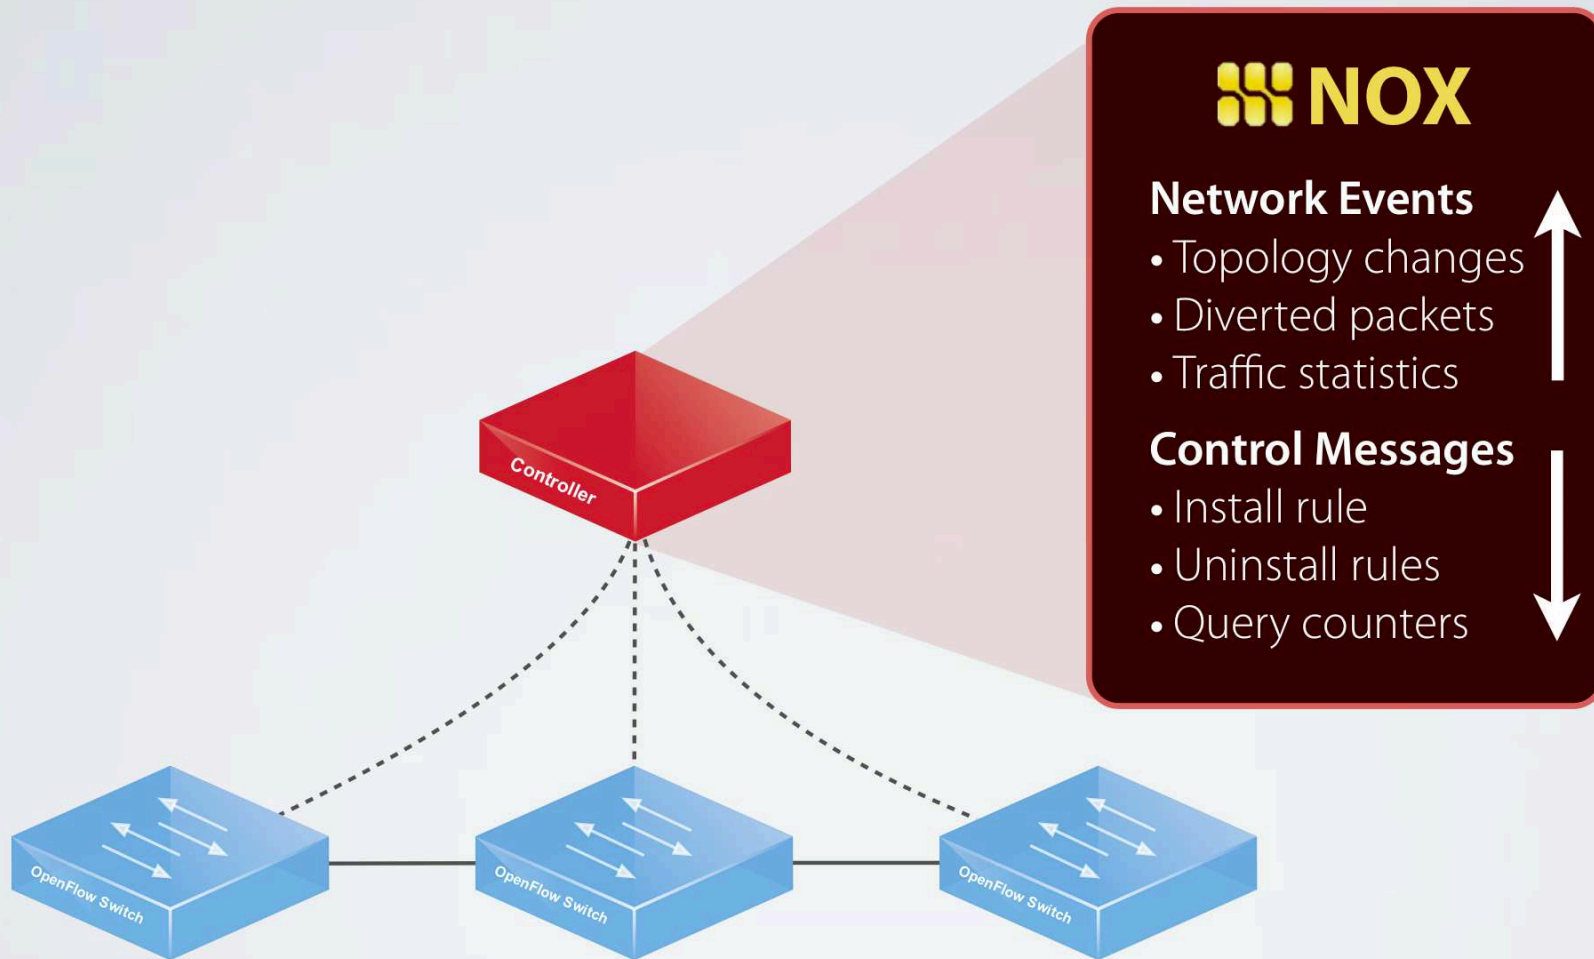 NOX
Network Events
• Topology changes
• Diverted packets
• Traffic statistics
Control Messages
• Install rule
• Uninstall rules
• Query counters
Controller
OpenFlow Switch
OpenFlow Switch
OpenFlow Switch